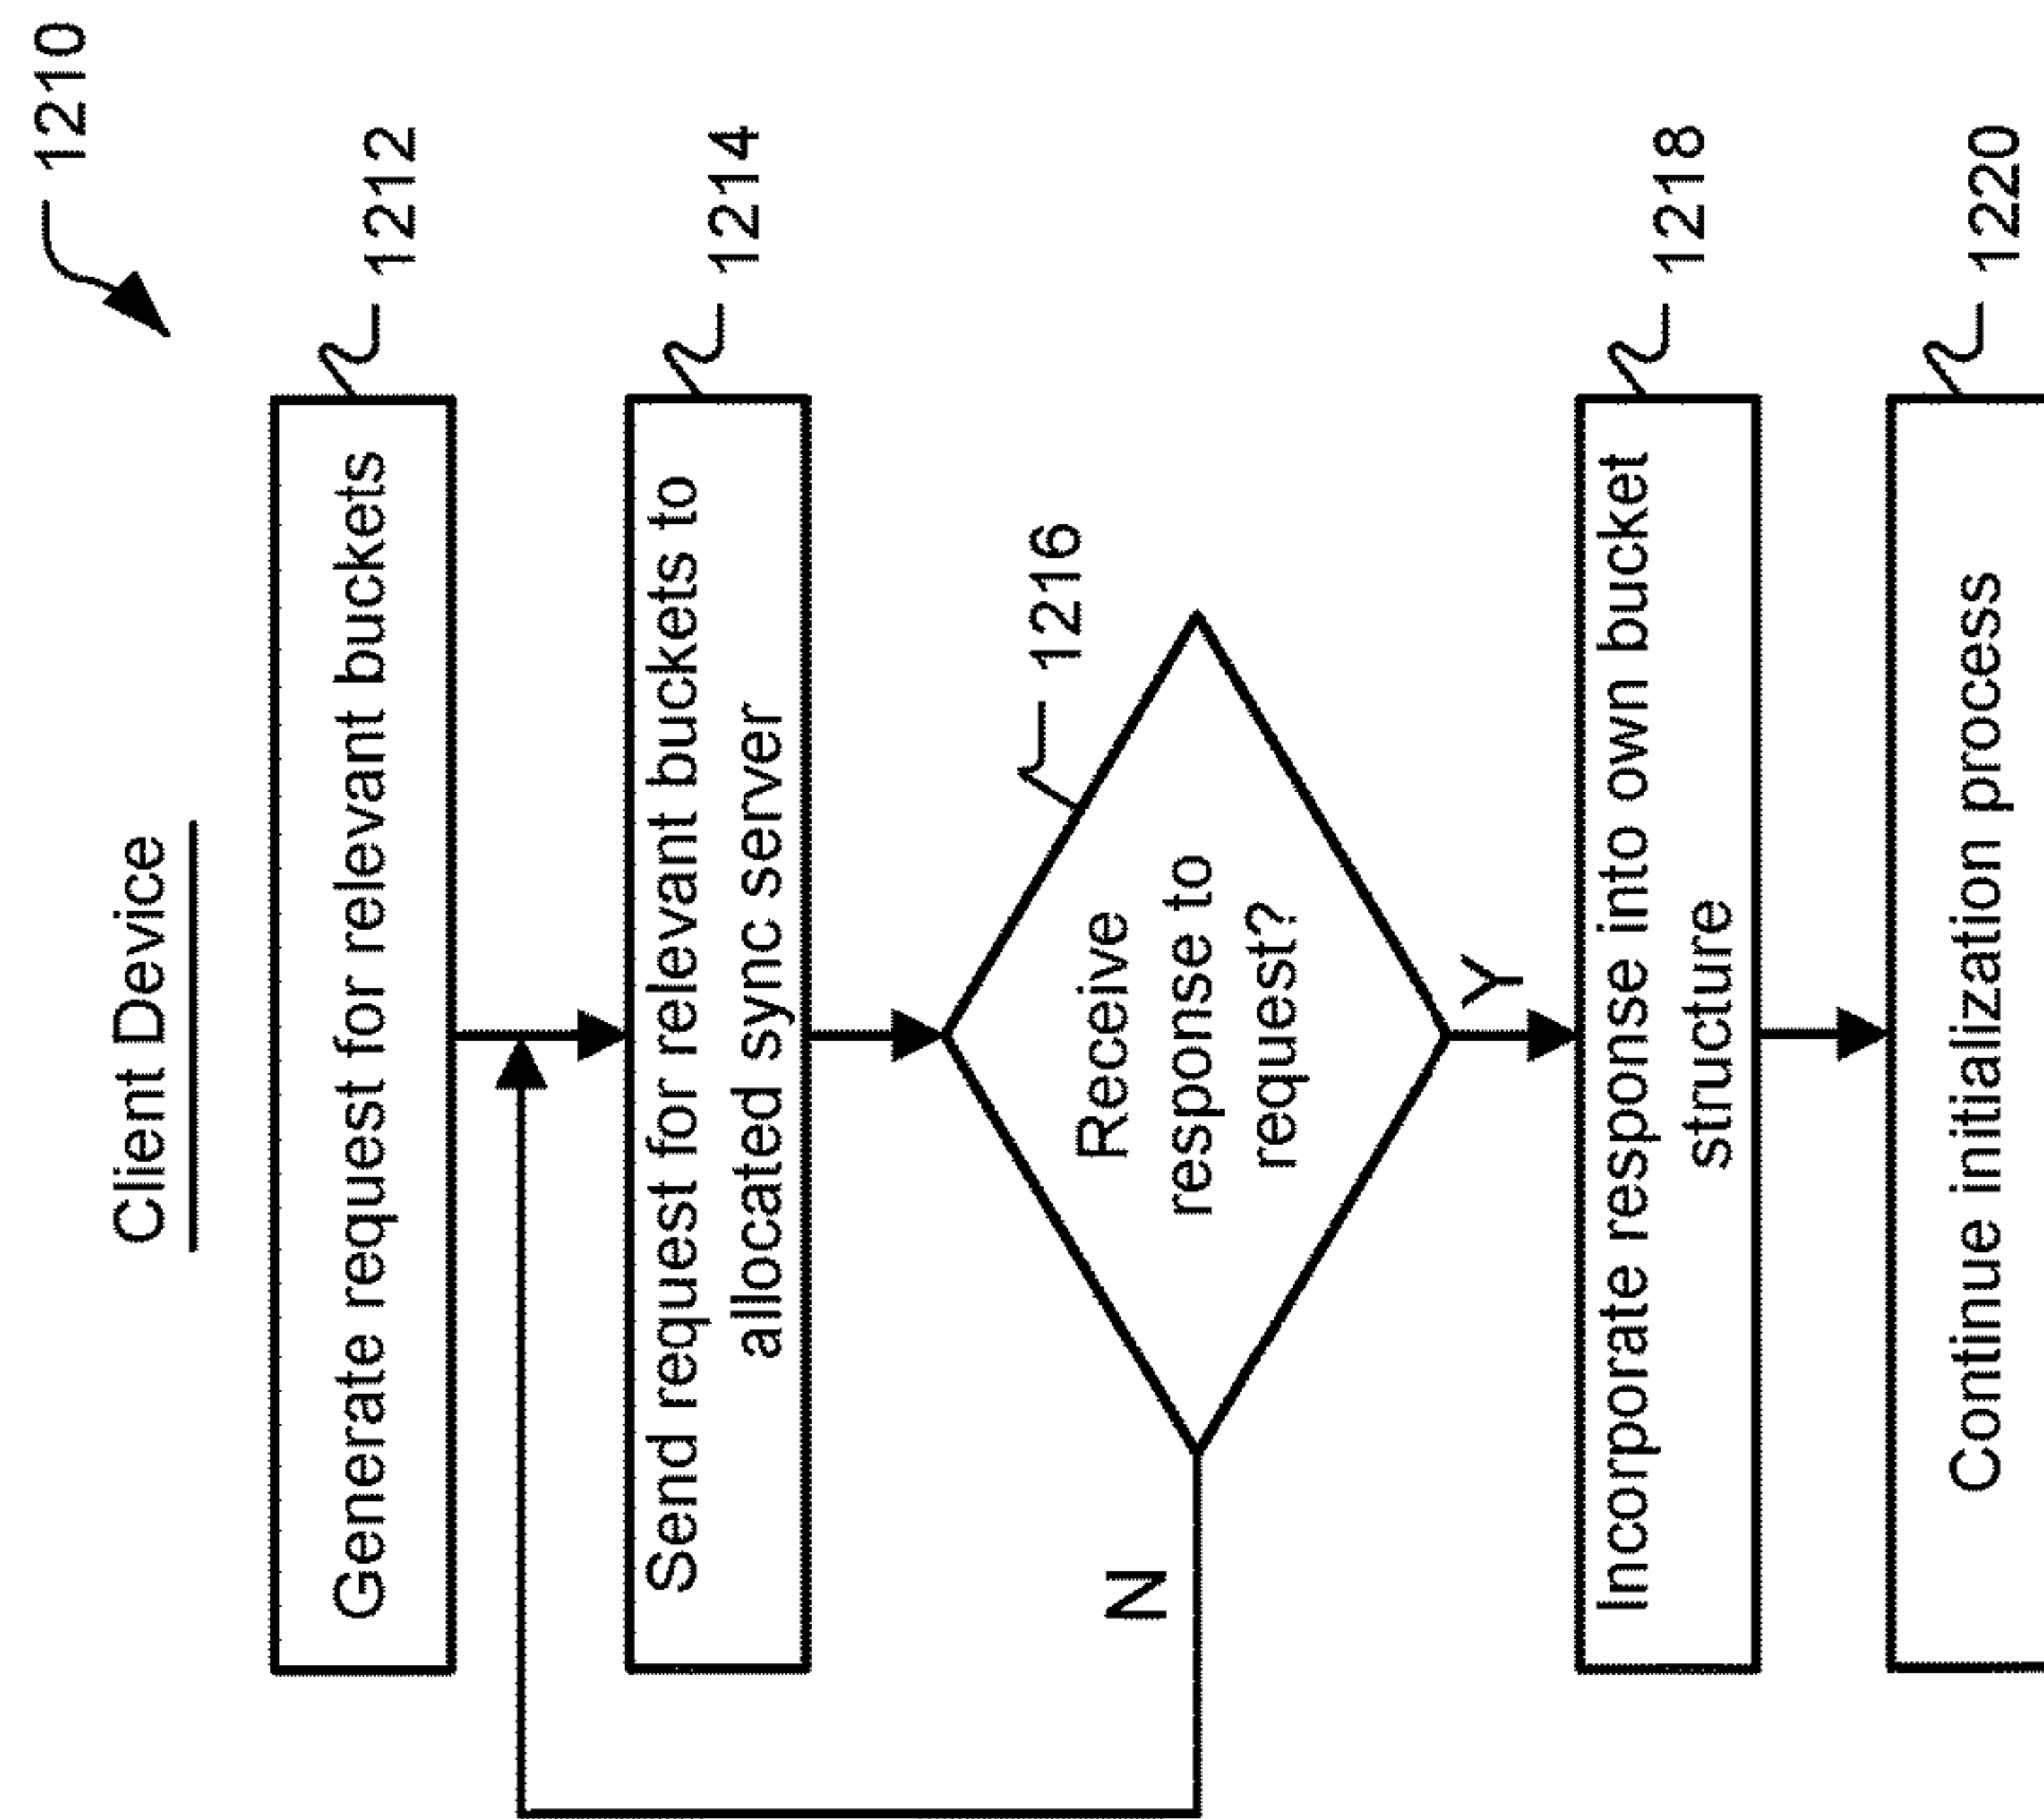 1210
Client Device
Generate request for relevant buckets
1212
Send request for relevant buckets to
allocated sync server
1214
Receive
response to
request?
1216
N
Y
Incorporate response into own bucket
structure
1218
Continue initialization process
1220